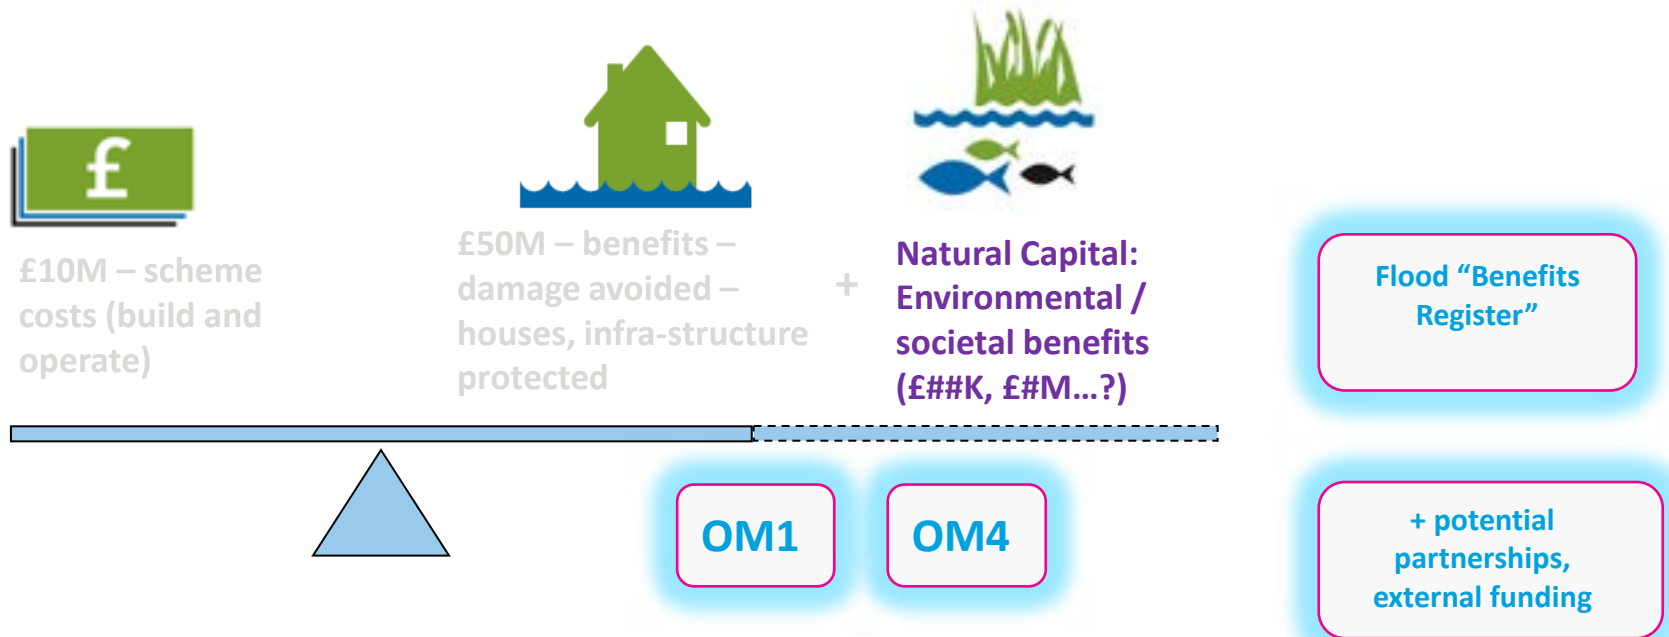 £
£10M – scheme
costs (build and
operate)
£50M – benefits –
damage avoided –
houses, infra-structure
protected
+
Natural Capital:
Environmental /
societal benefits
(£##K, £#M...?)
Flood “Benefits
Register”
OM1
OM4
+ potential
partnerships,
external funding